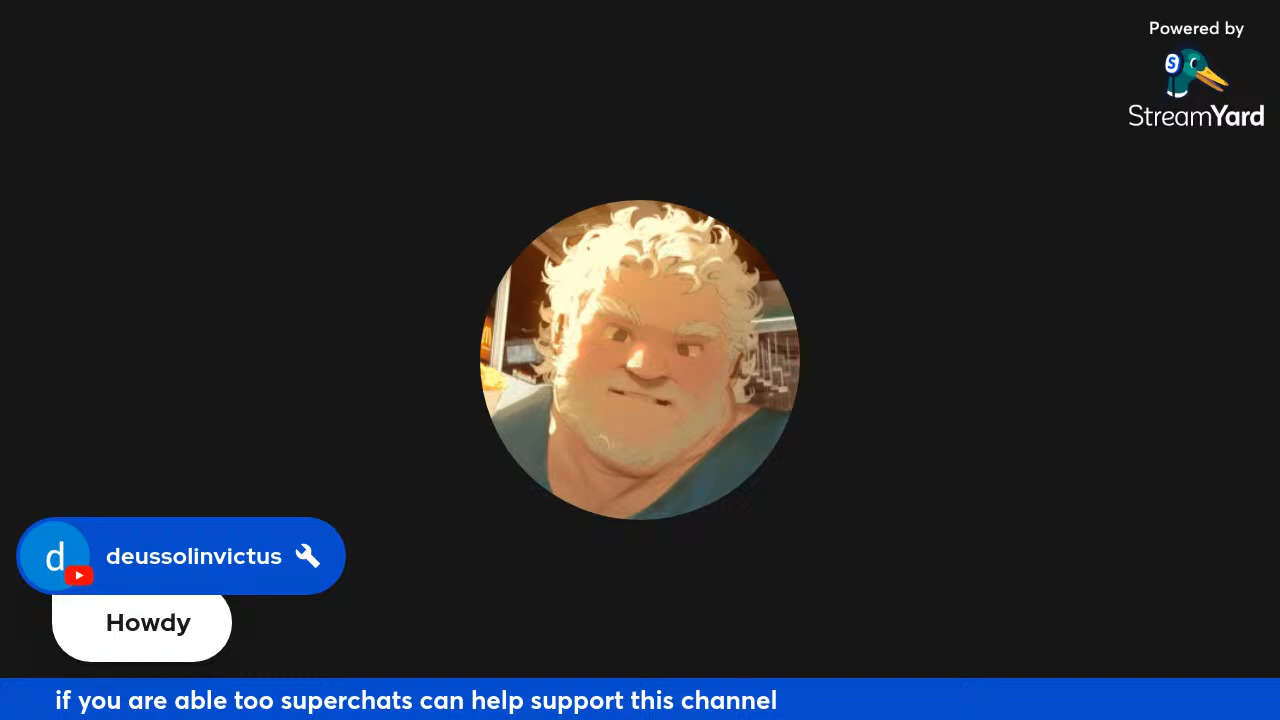 Powered by
S
StreamYard
d
deussolinvictus
Howdy
if you are able too superchats can help support this channel